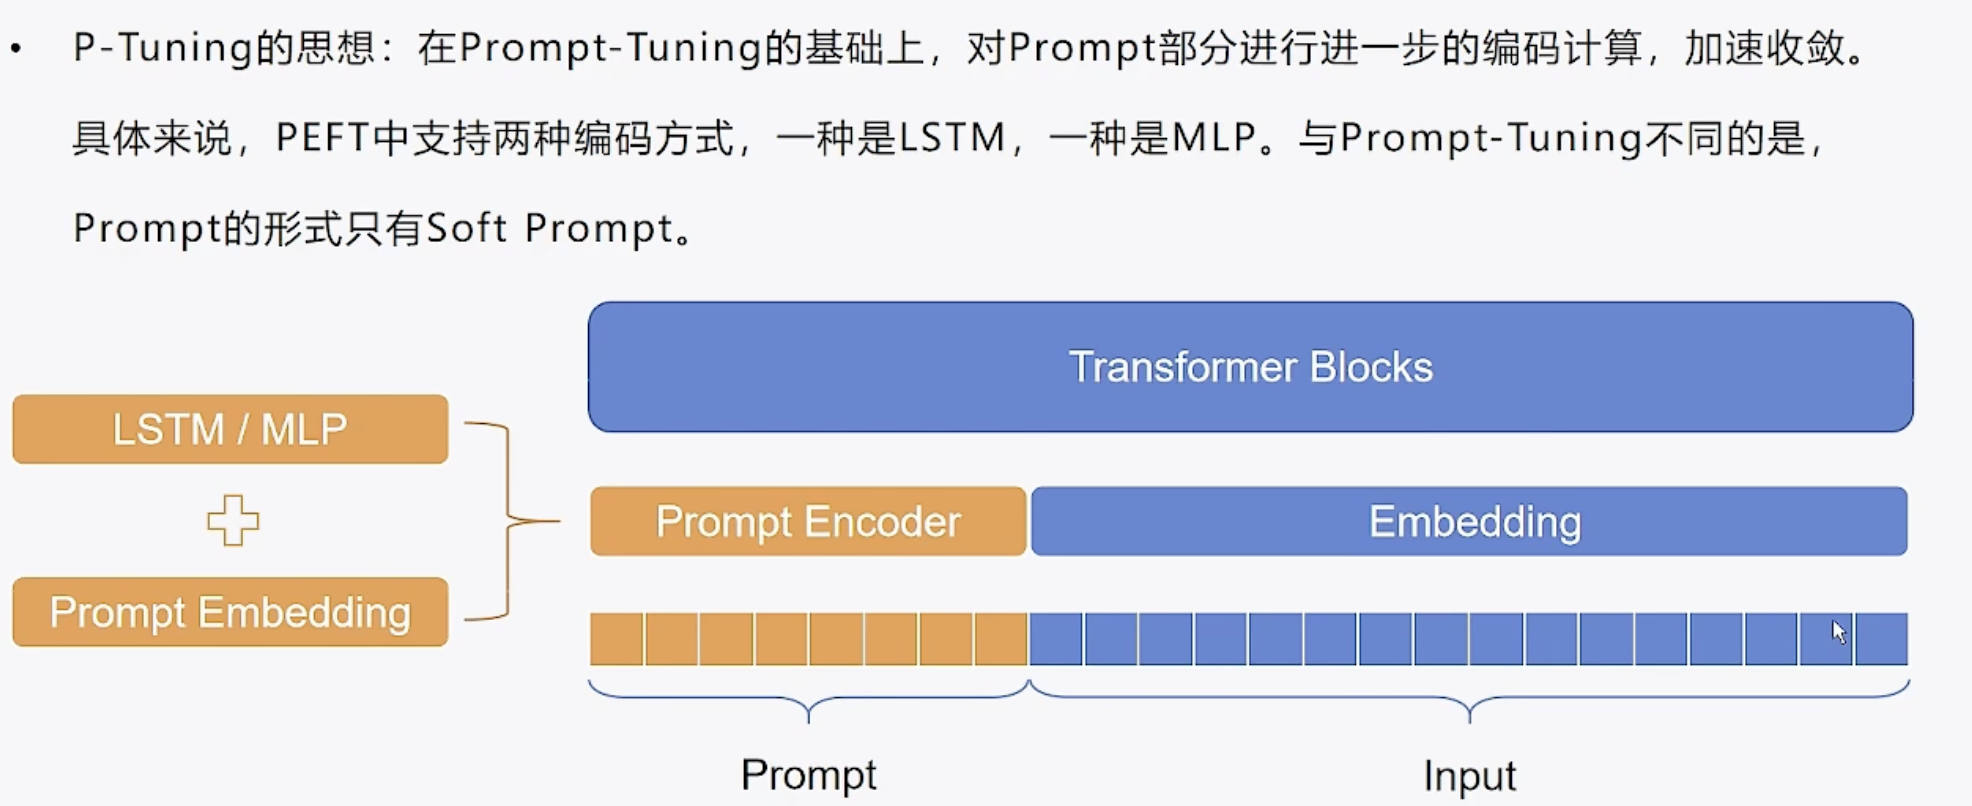 • P-Tuning的思想：在Prompt-Tuning的基础上，对Prompt部分进行进一步的编码计算，加速收敛。
具体来说，PEFT中支持两种编码方式，一种是LSTM，一种是MLP。与Prompt-Tuning不同的是，
Prompt的形式只有Soft Prompt。
Transformer Blocks
LSTM / MLP
Prompt Encoder
Embedding
Prompt Embedding
Prompt
Input